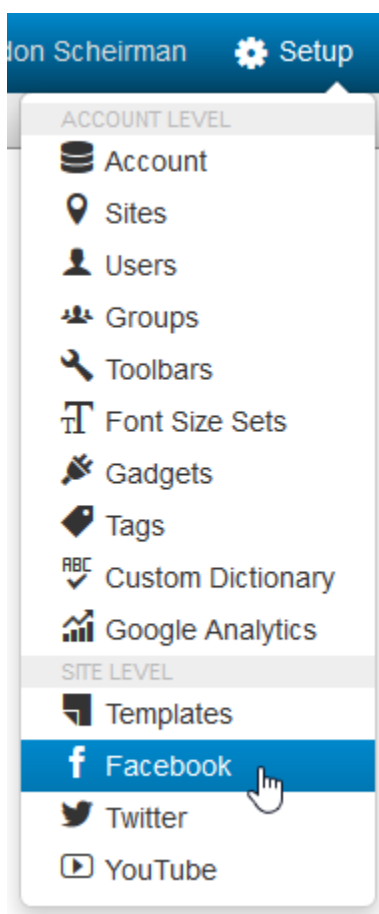 don Scheirman Setup
ACCOUNT LEVEL
Account
Sites
Users
Groups
Toolbars
Font Size Sets
Gadgets
Tags
ABC Custom Dictionary
Google Analytics
SITE LEVEL
Templates
Facebook
Twitter
YouTube